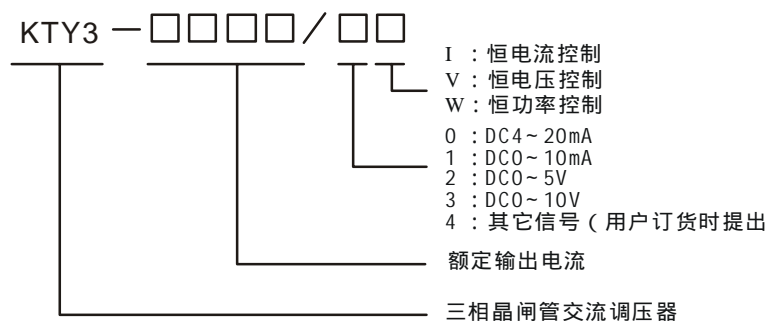 KTY3 — □□□□ / □□
I ：恒电流控制
V ：恒电压控制
W：恒功率控制
0 ：DC4~20mA
1 ：DC0~10mA
2 ：DC0~5V
3 ：DC0~10V
4 ：其它信号（用户订货时提出
额定输出电流
三相晶闸管交流调压器